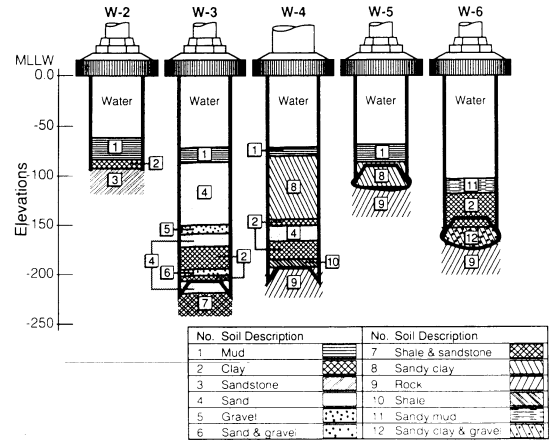 W-2 W-3 W-4 W-5 W-6
MLLW
0.0
Water Water Water Water Water
-50
1
1
1
1
2
3
4
8
8
9
11
2
-100
Elevations
-150
5
2
4
12
4
6
2
10
9
9
-200
7
-250
No. Soil Description No. Soil Description
1 Mud 7 Shale & sandstone
2 Clay 8 Sandy clay
3 Sandstone 9 Rock
4 Sand 10 Shale
5 Gravel 11 Sandy mud
6 Sand & gravel 12 Sandy clay & gravel